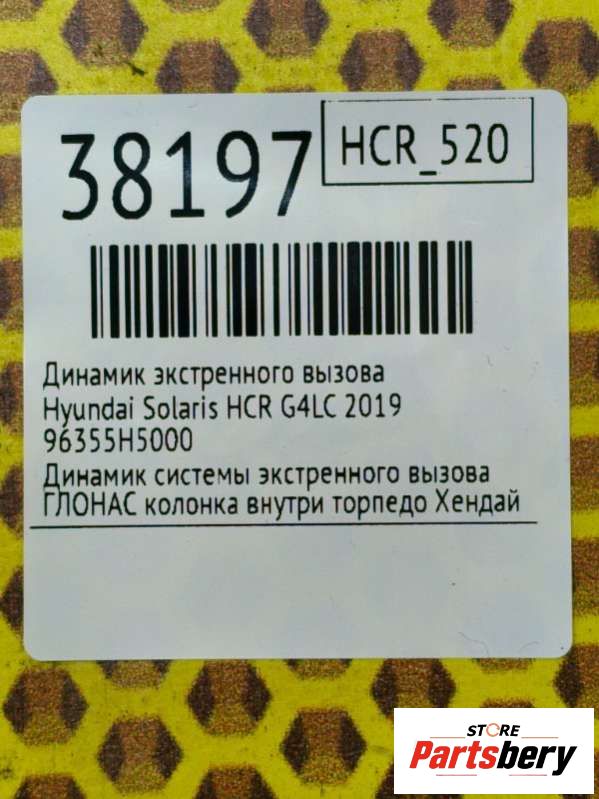 38197
HCR_520
Динамик экстренного вызова
Hyundai Solaris HCR G4LC 2019
96355H5000
Динамик системы экстренного вызова
ГЛОНАС колонка внутри торпедо Хендай
STORE
Partsbery